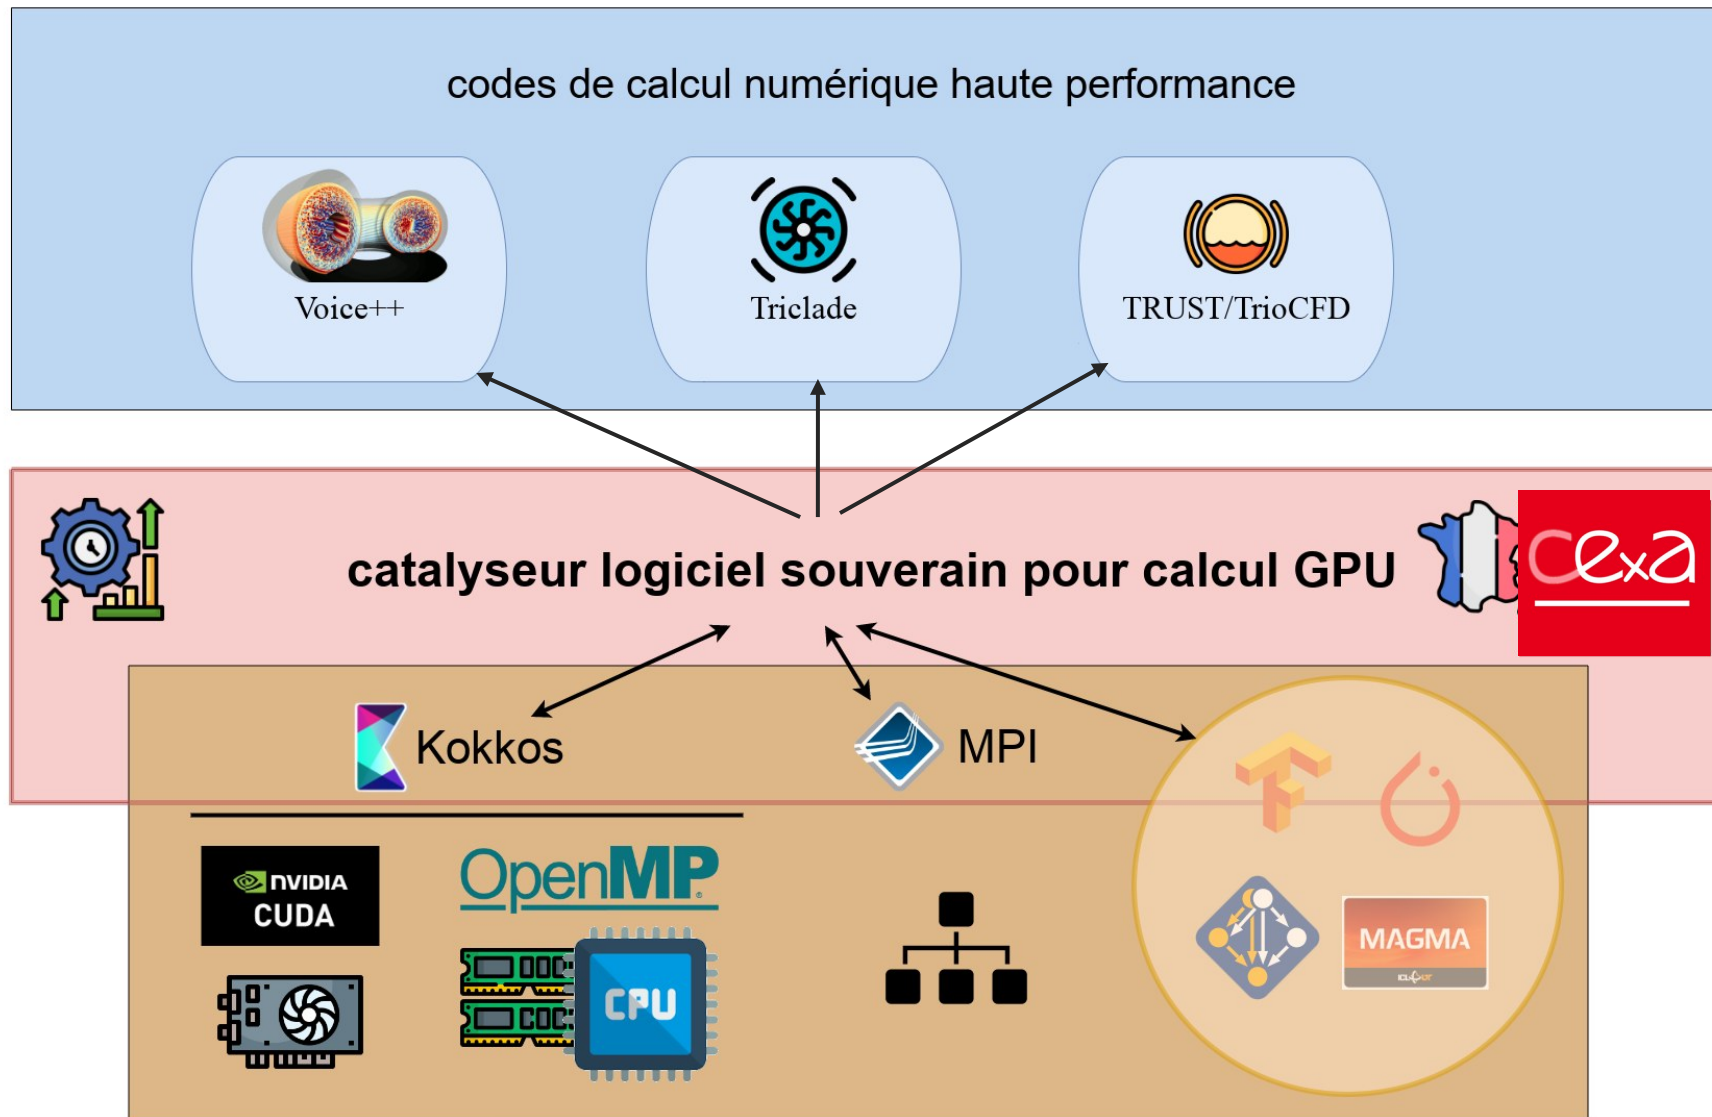 codes de calcul numérique haute performance
Voice++
Triclade
TRUST/TrioCFD
catalyseur logiciel souverain pour calcul GPU
cexa
Kokkos
MPI
NVIDIA
CUDA
OpenMP
CPU
MAGMA